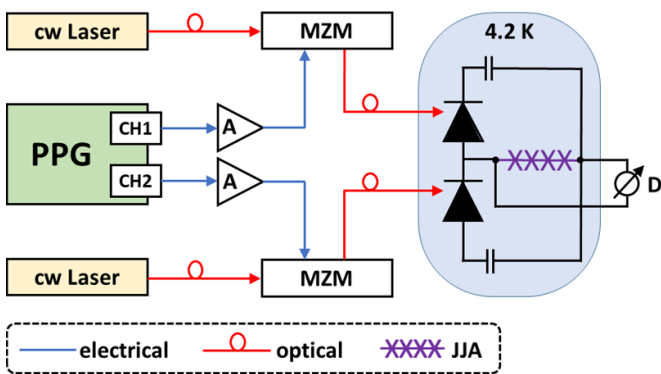 cw Laser
MZM
4.2 K
PPG
CH1
A
CH2
A
D
cw Laser
MZM
electrical
optical
JJA